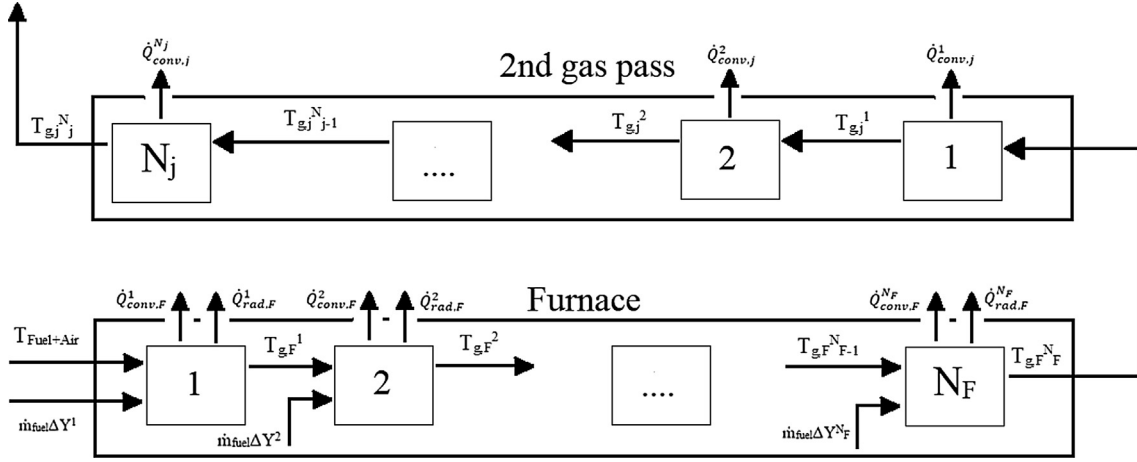 Q̇conv,j^Nj
Q̇conv,j^2
Q̇conv,j^1
2nd gas pass
Tg,j^Nj
Tg,j^Nj-1
Tg,j^2
Tg,j^1
Nj
....
2
1
Q̇conv,F^1
Q̇rad,F^1
Q̇conv,F^2
Q̇rad,F^2
Furnace
Q̇conv,F^NF
Q̇rad,F^NF
TFuel+Air
Tg,F^1
Tg,F^2
Tg,F^NF-1
Tg,F^NF
1
2
....
NF
ṁfuelΔY^1
ṁfuelΔY^2
ṁfuelΔY^NF